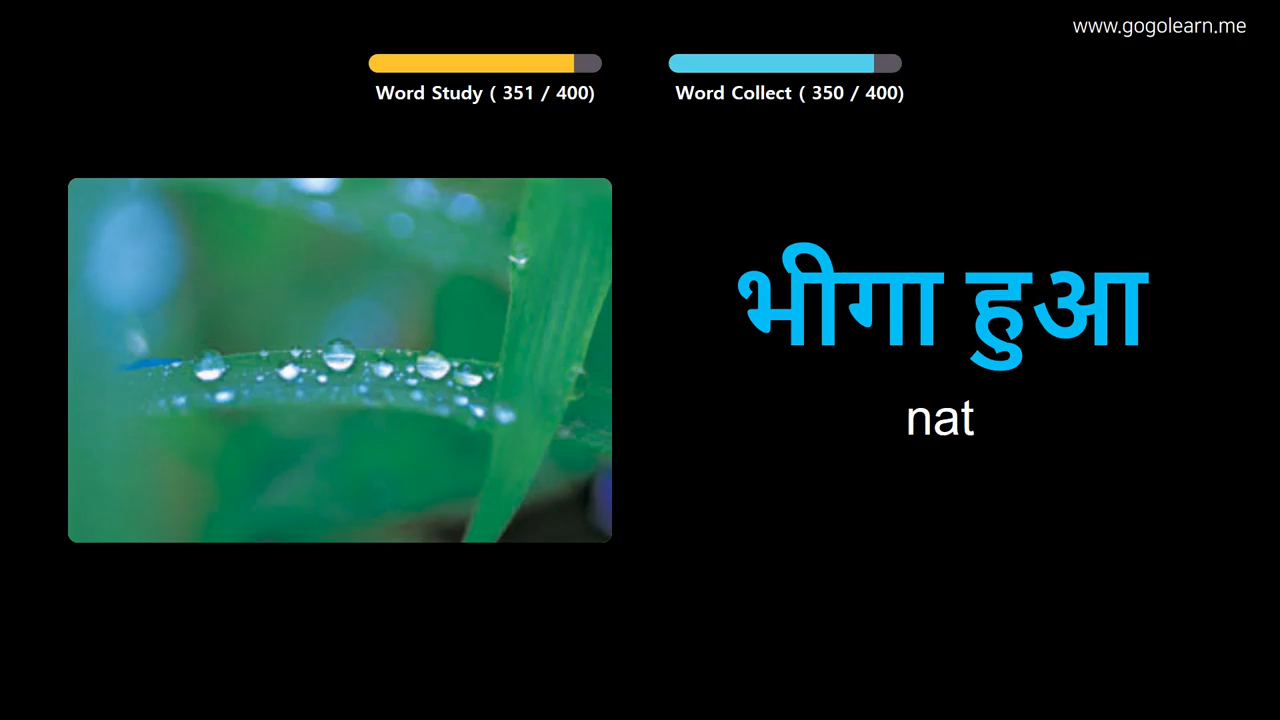 www.gogolearn.me
Word Study ( 351 / 400)
Word Collect ( 350 / 400)
भीगा हुआ
nat